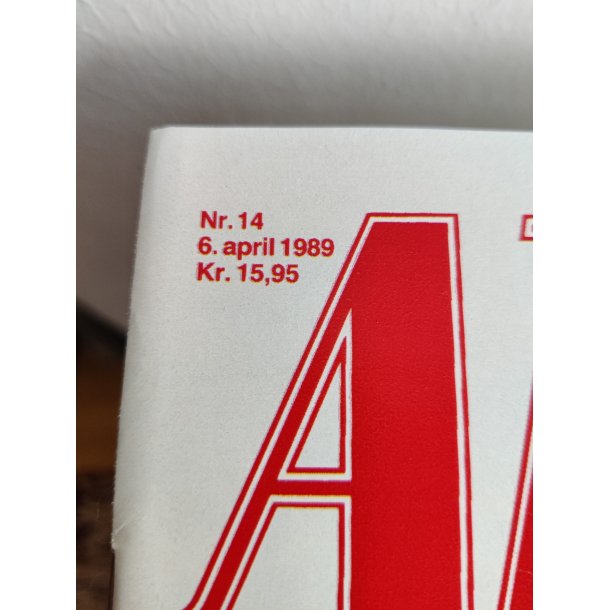 Nr. 14
6. april 1989
Kr. 15,95
A